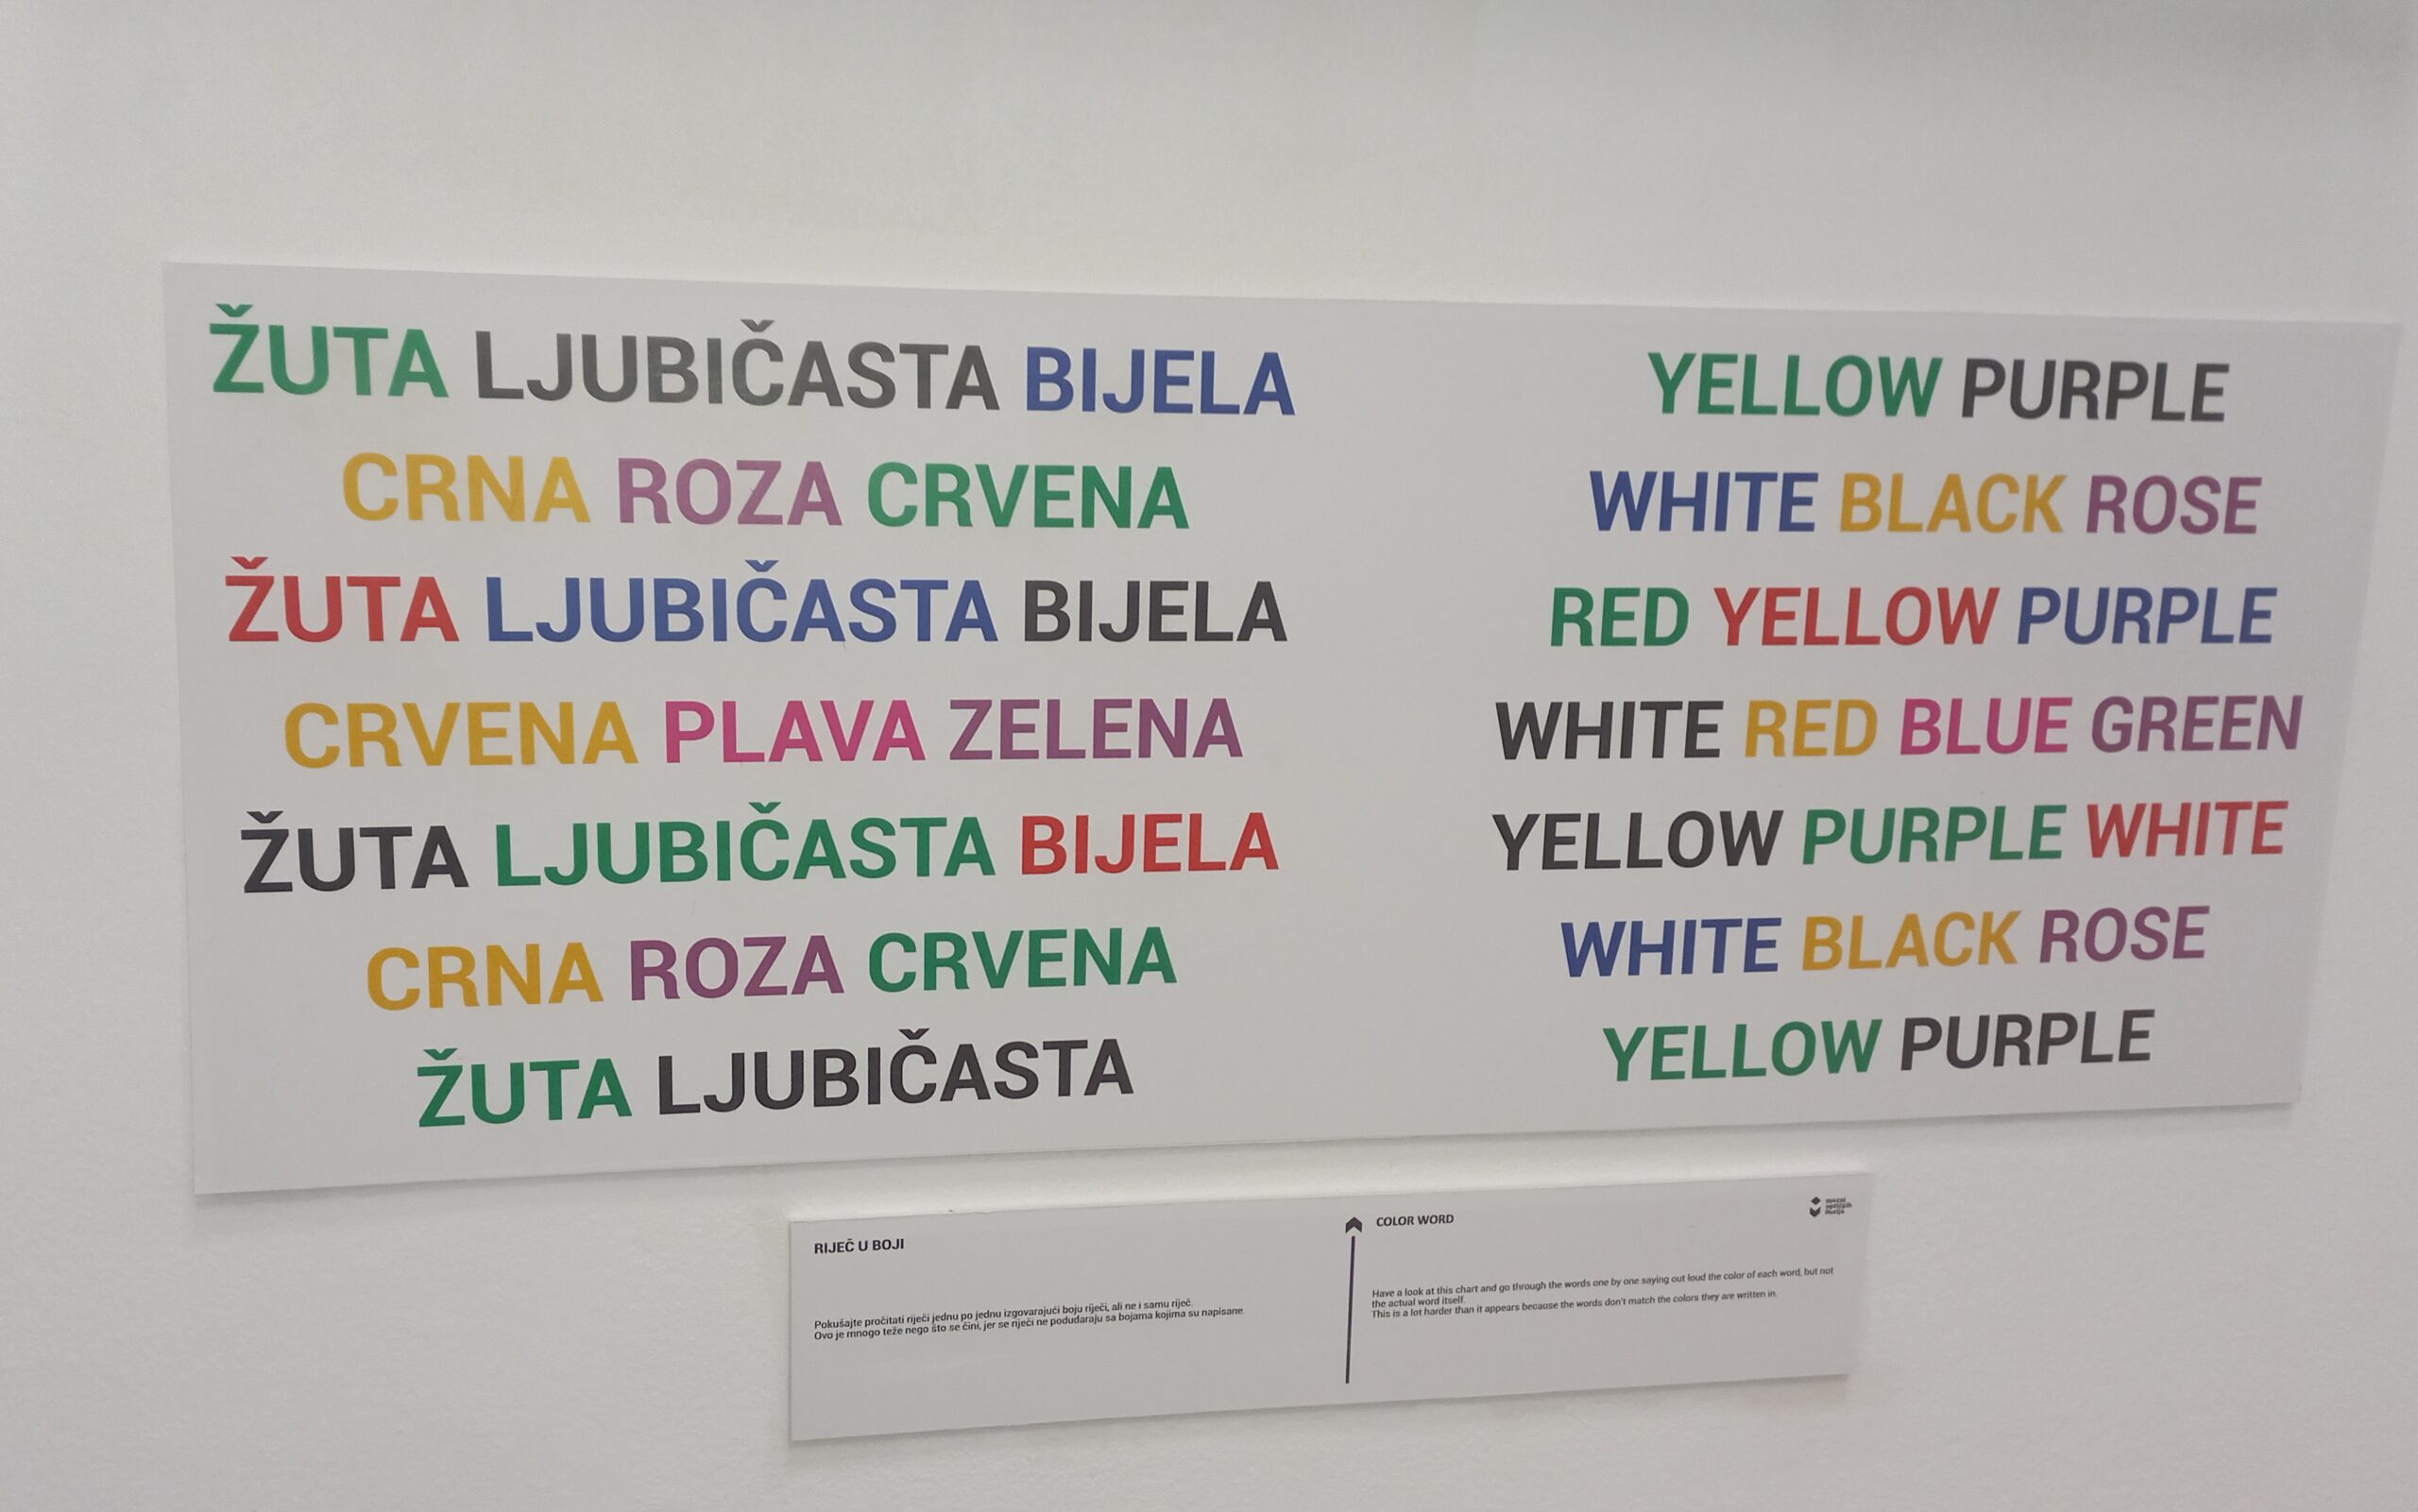 ŽUTA LJUBIČASTA BIJELA
CRNA ROZA CRVENA
ŽUTA LJUBIČASTA BIJELA
CRVENA PLAVA ZELENA
ŽUTA LJUBIČASTA BIJELA
CRNA ROZA CRVENA
ŽUTA LJUBIČASTA
YELLOW PURPLE
WHITE BLACK ROSE
RED YELLOW PURPLE
WHITE RED BLUE GREEN
YELLOW PURPLE WHITE
WHITE BLACK ROSE
YELLOW PURPLE
RIJEČ U BOJI
Pokušajte pročitati riječi jednu po jednu izgovarajući boju riječi, ali ne i samu riječ.
Ovo je mnogo teže nego što se čini, jer se riječi ne podudaraju sa bojama kojima su napisane.
COLOR WORD
Have a look at this chart and go through the words one by one saying out loud the color of each word, but not
the actual word itself.
This is a lot harder than it appears because the words don't match the colors they are written in.